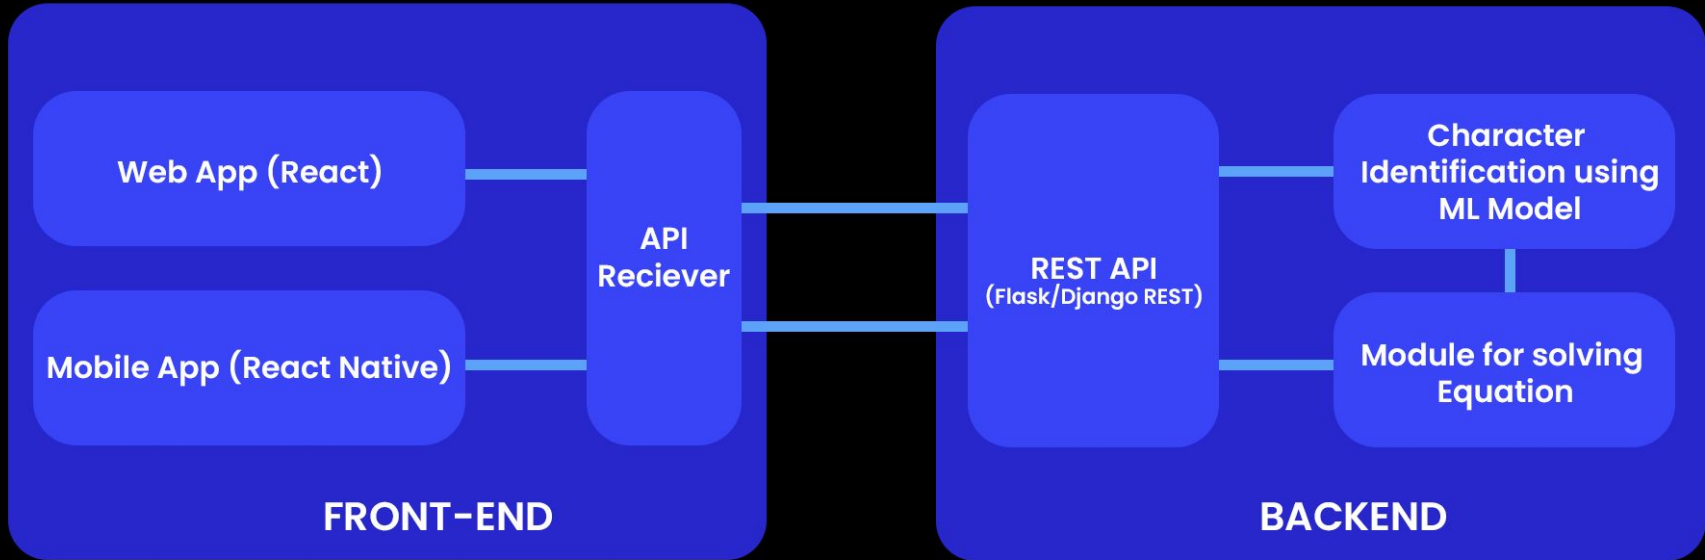 Web App (React)
Mobile App (React Native)
API
Reciever
FRONT-END
REST API
(Flask/Django REST)
Character
Identification using
ML Model
Module for solving
Equation
BACKEND